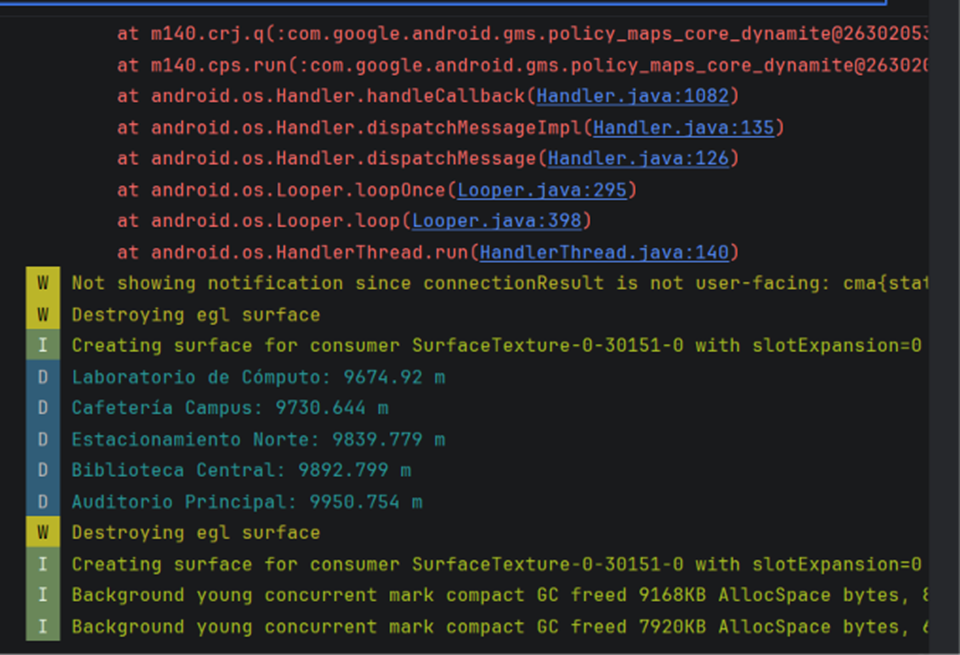 at m140.crj.q(:com.google.android.gms.policy_maps_core_dynamite@26302053
at m140.cps.run(:com.google.android.gms.policy_maps_core_dynamite@263020
at android.os.Handler.handleCallback(Handler.java:1082)
at android.os.Handler.dispatchMessageImpl(Handler.java:135)
at android.os.Handler.dispatchMessage(Handler.java:126)
at android.os.Looper.loopOnce(Looper.java:295)
at android.os.Looper.loop(Looper.java:398)
at android.os.HandlerThread.run(HandlerThread.java:140)
W Not showing notification since connectionResult is not user-facing: cma{stat
W Destroying egl surface
I Creating surface for consumer SurfaceTexture-0-30151-0 with slotExpansion=0
D Laboratorio de Cómputo: 9674.92 m
D Cafetería Campus: 9730.644 m
D Estacionamiento Norte: 9839.779 m
D Biblioteca Central: 9892.799 m
D Auditorio Principal: 9950.754 m
W Destroying egl surface
I Creating surface for consumer SurfaceTexture-0-30151-0 with slotExpansion=0
I Background young concurrent mark compact GC freed 9168KB AllocSpace bytes,
I Background young concurrent mark compact GC freed 7920KB AllocSpace bytes,